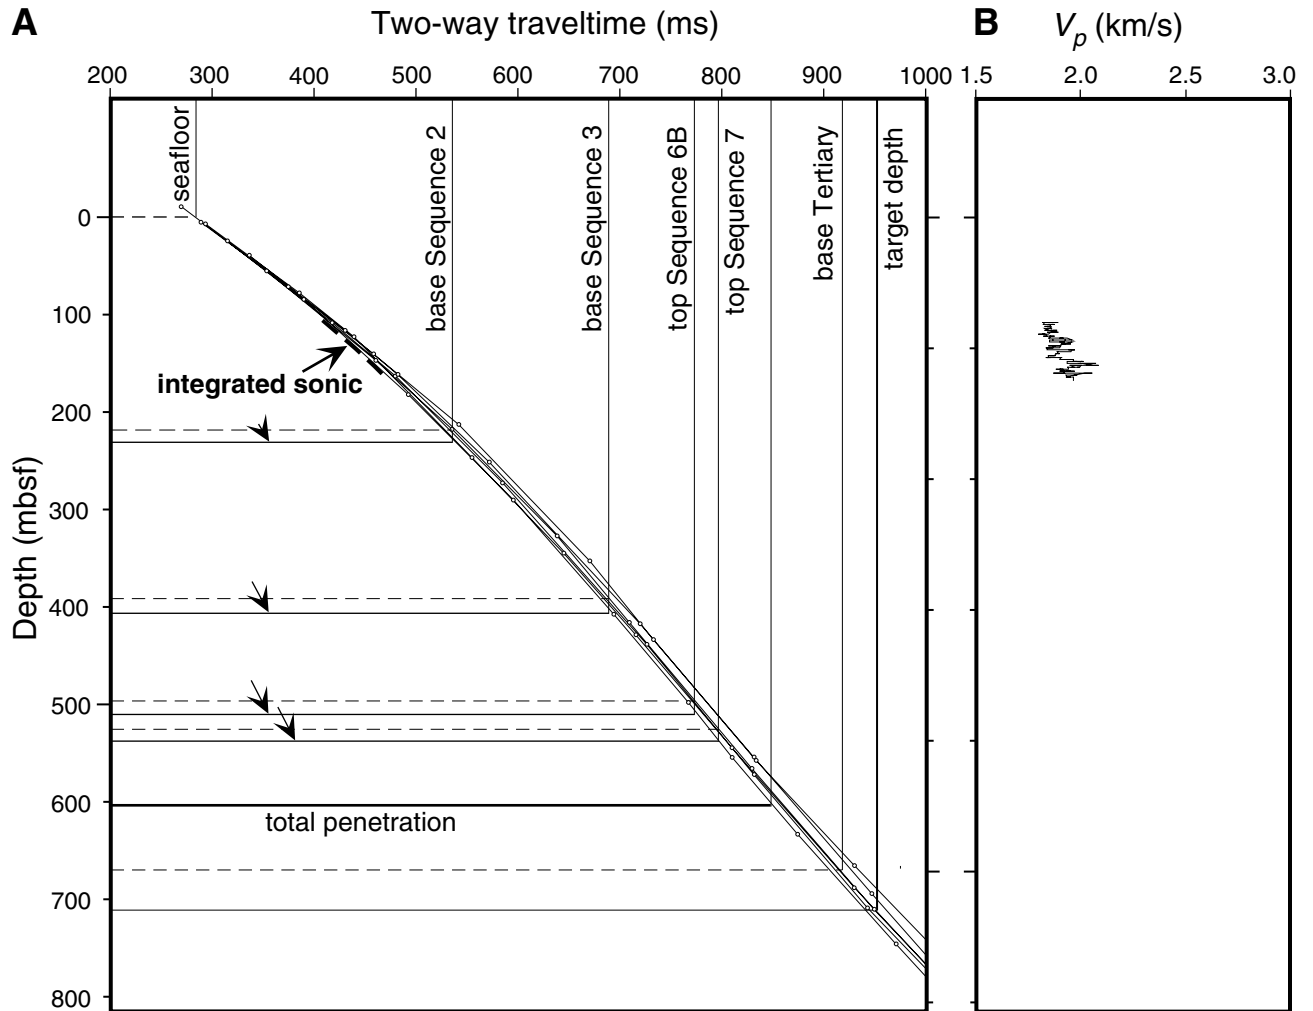 A
Two-way traveltime (ms)
B
Vp (km/s)
200 300 400 500 600 700 800 900 1000
1.5 2.0 2.5 3.0
seafloor
base Sequence 2
base Sequence 3
top Sequence 6B
top Sequence 7
base Tertiary
target depth
Depth (mbsf)
0
100
200
300
400
500
600
700
800
integrated sonic
total penetration